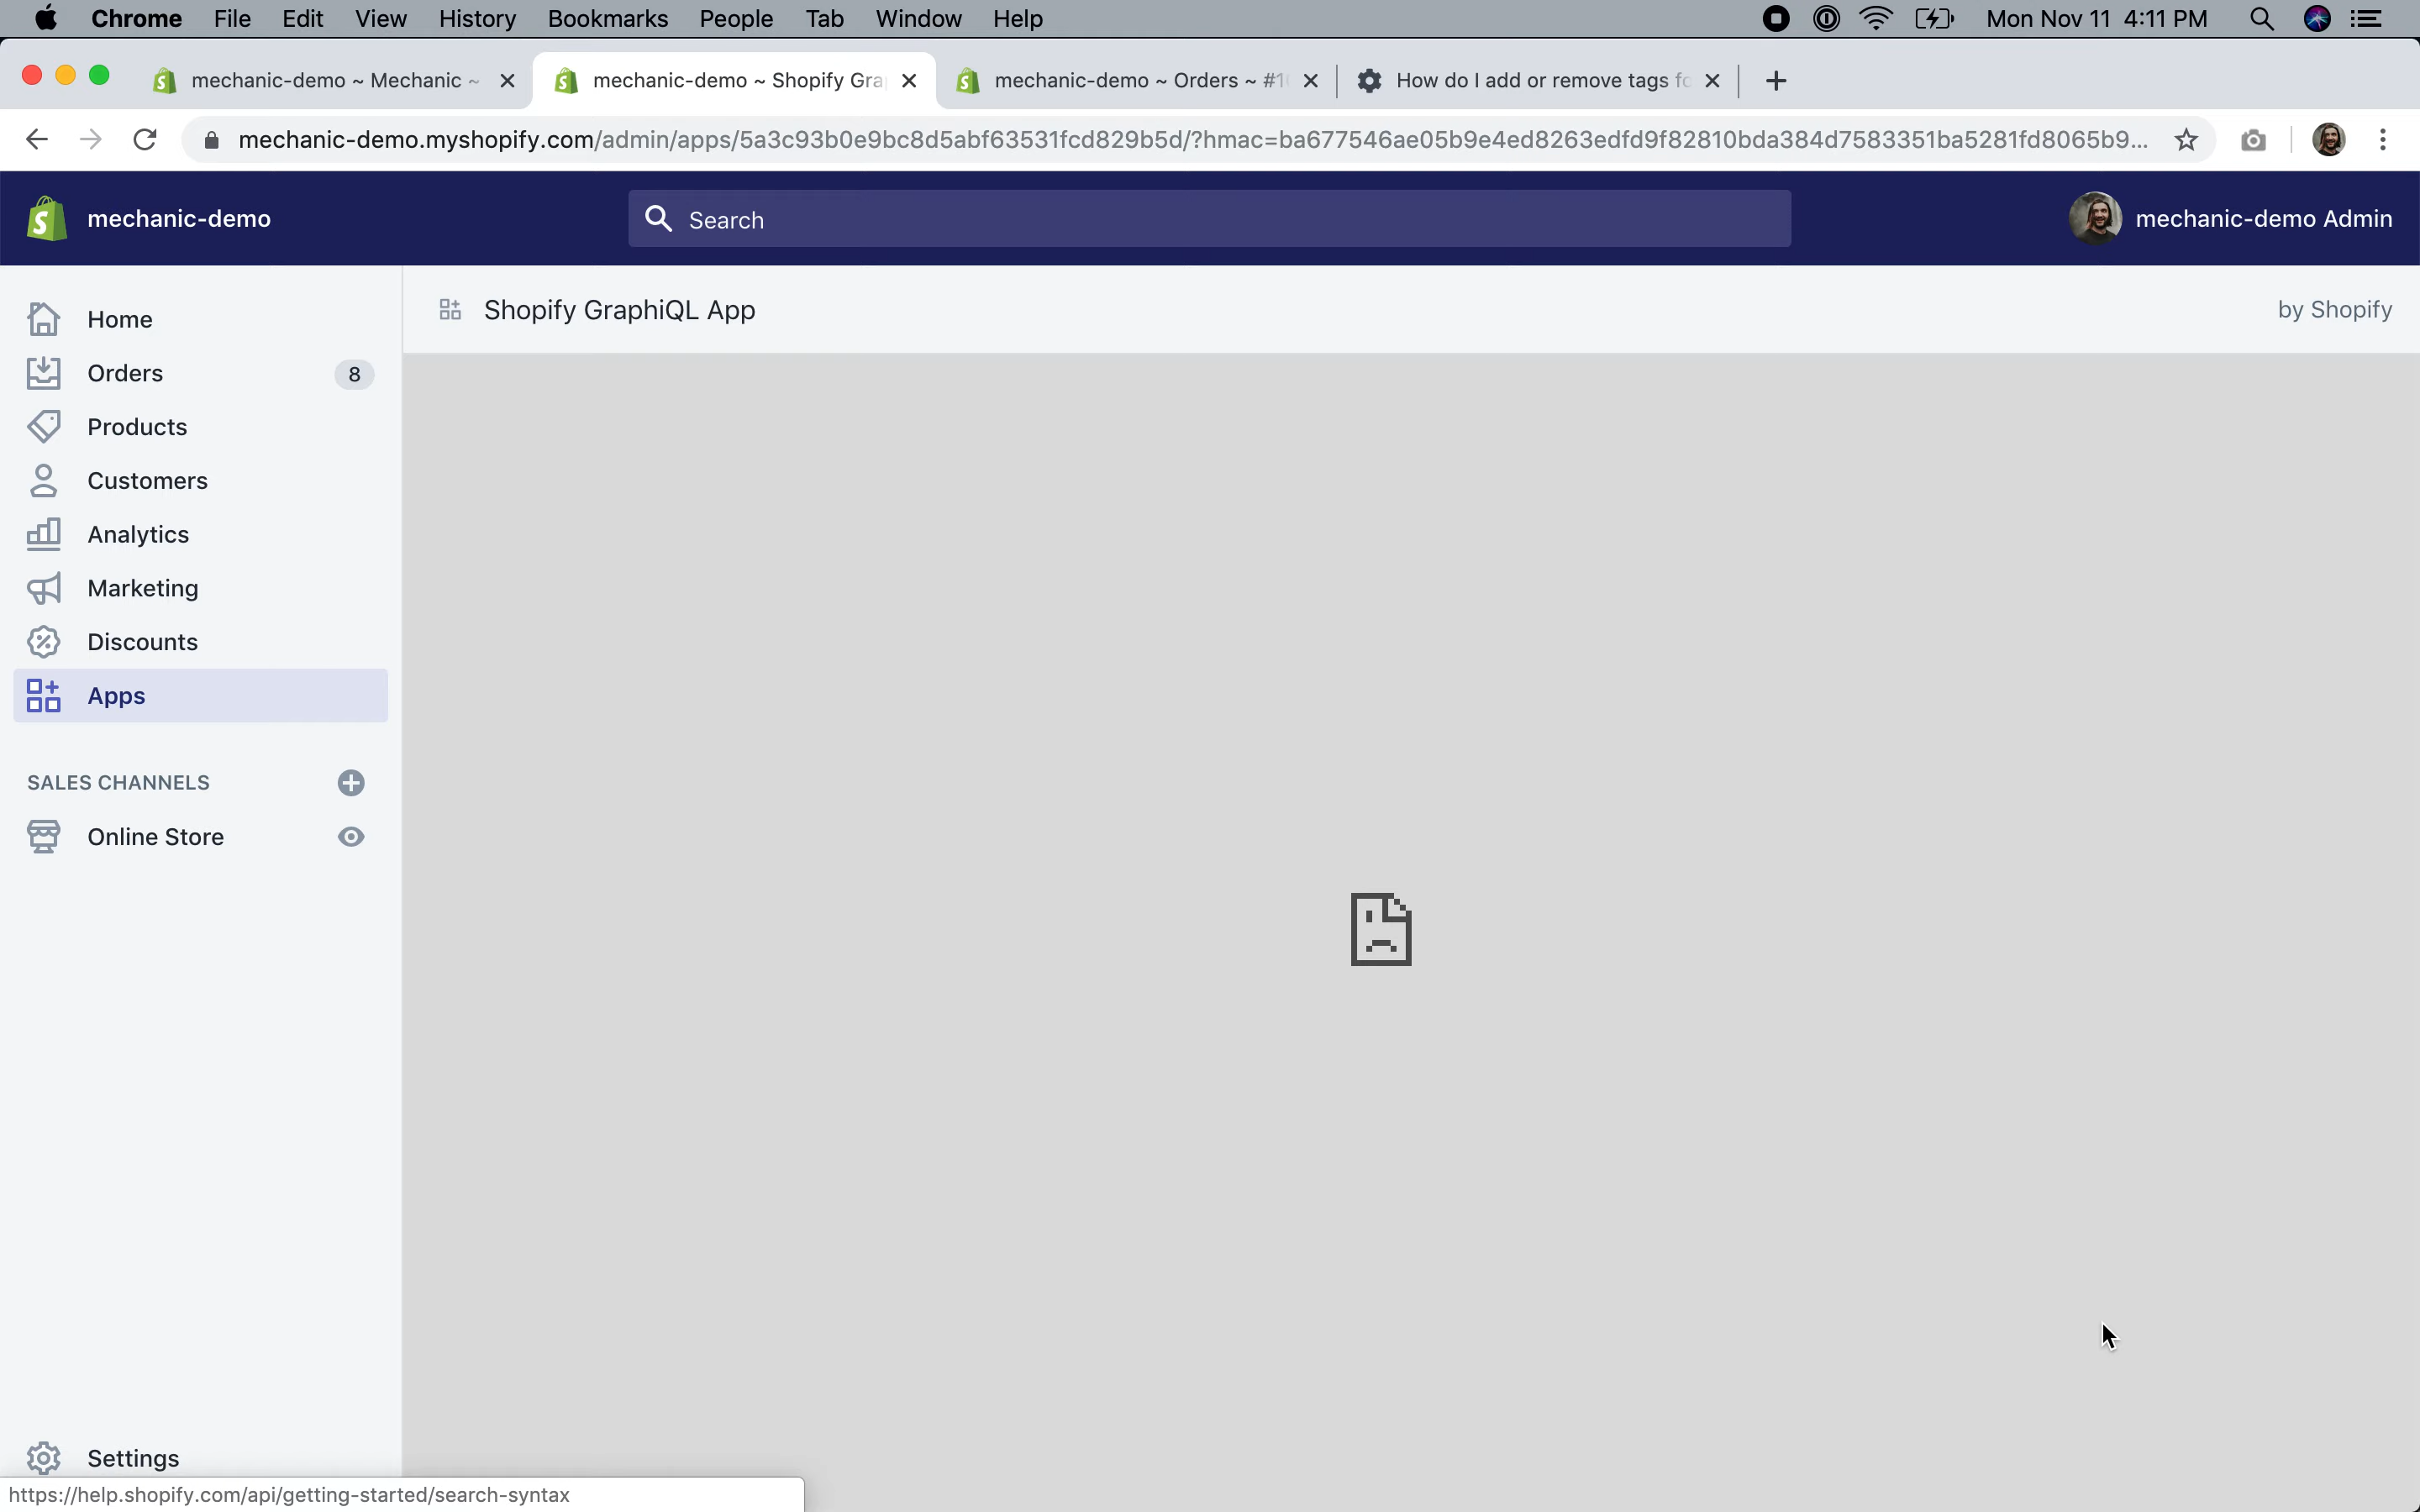 Chrome File Edit View History Bookmarks People Tab Window Help Mon Nov 11 4:11 PM
mechanic-demo ~ Mechanic ~ mechanic-demo ~ Shopify Gra mechanic-demo ~ Orders ~ #1 How do I add or remove tags fo
mechanic-demo.myshopify.com/admin/apps/5a3c93b0e9bc8d5abf63531fcd829b5d/?hmac=ba677546ae05b9e4ed8263edfd9f82810bda384d7583351ba5281fd8065b9...
mechanic-demo Search mechanic-demo Admin
Shopify GraphiQL App by Shopify
Home
Orders 8
Products
Customers
Analytics
Marketing
Discounts
Apps
SALES CHANNELS
Online Store
Settings
https://help.shopify.com/api/getting-started/search-syntax